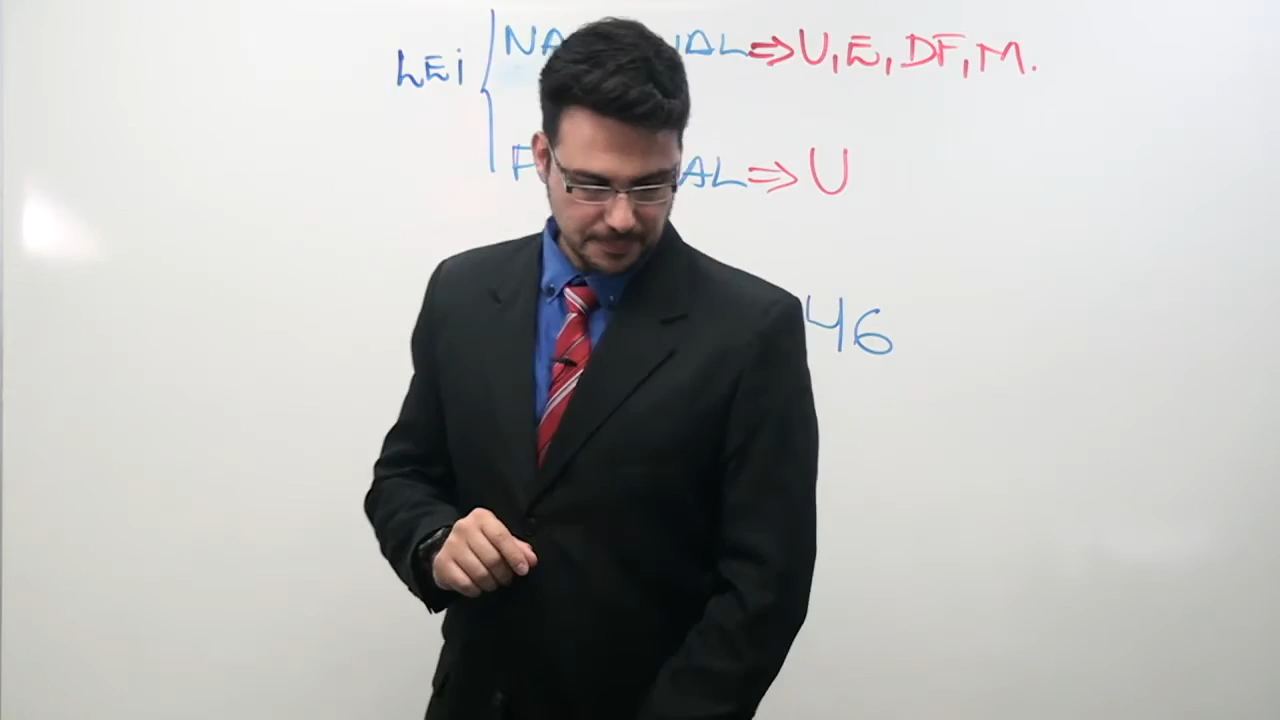 LEi { NA IAL ⇒ U, E, DF, M.
F AL ⇒ U
46